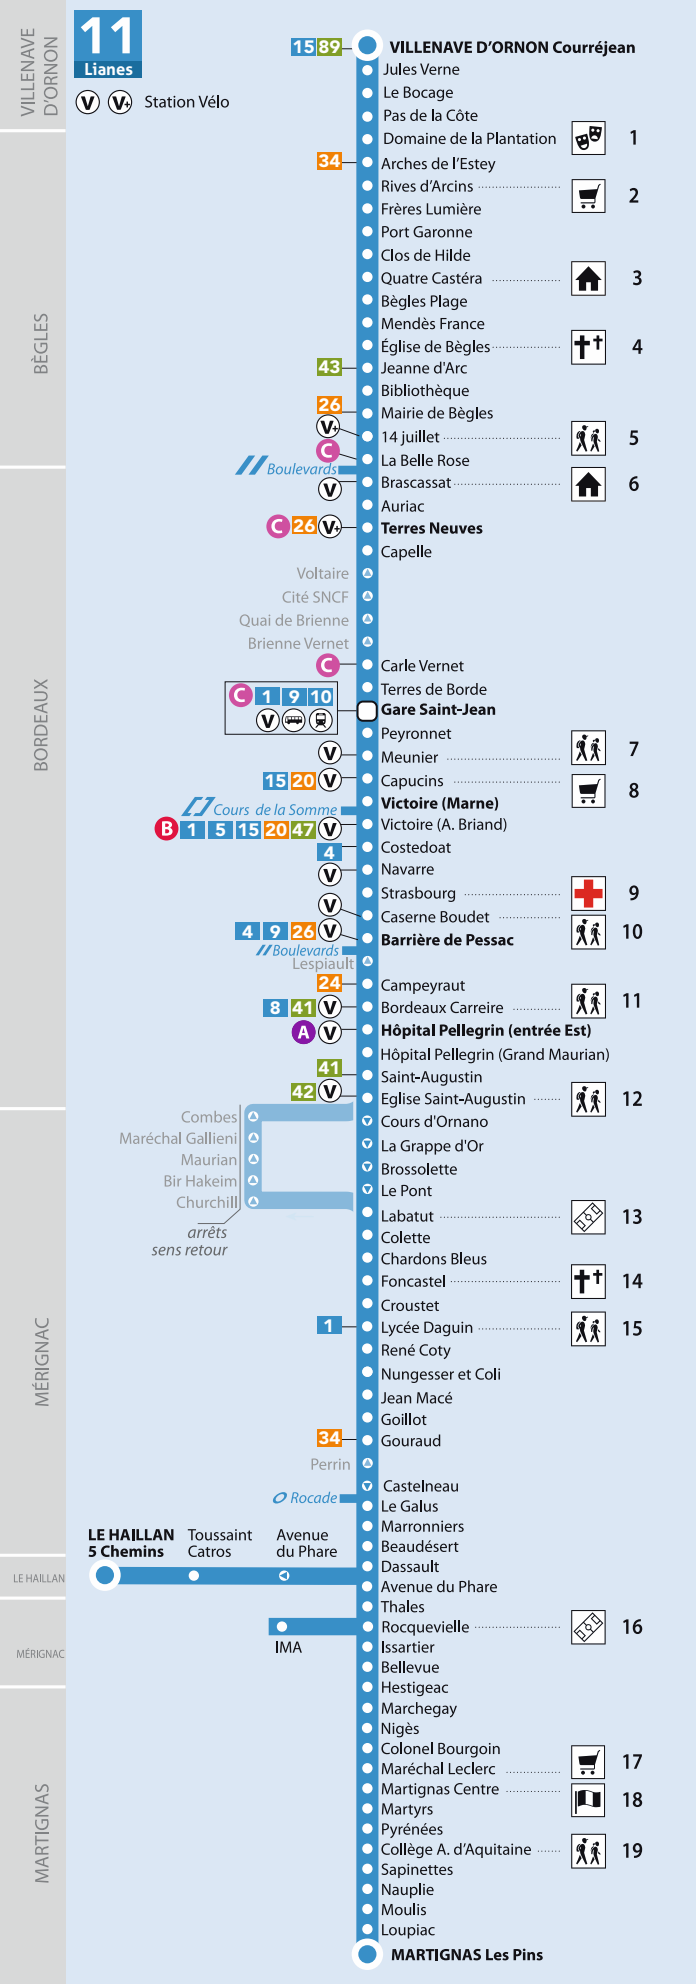 VILLENAVE
D'ORNON
11
Lianes
V V+ Station Vélo
15 89 VILLENAVE D'ORNON Courréjean
Jules Verne
Le Bocage
Pas de la Côte
Domaine de la Plantation 1
BÈGLES
34 Arches de l'Estey
Rives d'Arcins 2
Frères Lumière
Port Garonne
Clos de Hilde
Quatre Castéra 3
Bègles Plage
Mendès France
Église de Bègles 4
43 Jeanne d'Arc
Bibliothèque
26 Mairie de Bègles
V+ 14 juillet 5
C La Belle Rose
Boulevards
BORDEAUX
V Brascassat 6
Auriac
C 26 V+ Terres Neuves
Capelle
Voltaire
Cité SNCF
Quai de Brienne
Brienne Vernet
C Carle Vernet
Terres de Borde
C 1 9 10 Gare Saint-Jean
V
Peyronnet
V Meunier 7
15 20 V Capucins 8
Victoire (Marne)
Cours de la Somme
B 1 5 15 20 47 V Victoire (A. Briand)
4 Costedoat
V Navarre
Strasbourg 9
V Caserne Boudet 10
4 9 26 V Barrière de Pessac
Boulevards
Lespiault
24 Campeyraut
8 41 V Bordeaux Carreire 11
A V Hôpital Pellegrin (entrée Est)
Hôpital Pellegrin (Grand Maurian)
41 Saint-Augustin
42 V Eglise Saint-Augustin 12
MÉRIGNAC
Combes
Maréchal Gallieni
Maurian
Bir Hakeim
Churchill
arrêts
sens retour
Cours d'Ornano
La Grappe d'Or
Brossolette
Le Pont
Labatut 13
Colette
Chardons Bleus
Foncastel 14
Croustet
1 Lycée Daguin 15
René Coty
Nungesser et Coli
Jean Macé
Goillot
34 Gouraud
Perrin
Castelneau
Rocade
Le Galus
Marronniers
Beaudésert
Dassault
LE HAILLAN
LE HAILLAN
5 Chemins
Toussaint
Catros
Avenue
du Phare
Avenue du Phare
Thales
MÉRIGNAC
Rocquevielle 16
IMA
Issartier
Bellevue
Hestigeac
MARTIGNAS
Marchegay
Nigès
Colonel Bourgoin
Maréchal Leclerc 17
Martignas Centre 18
Martyrs
Pyrénées
Collège A. d'Aquitaine 19
Sapinettes
Nauplie
Moulis
Loupiac
MARTIGNAS Les Pins